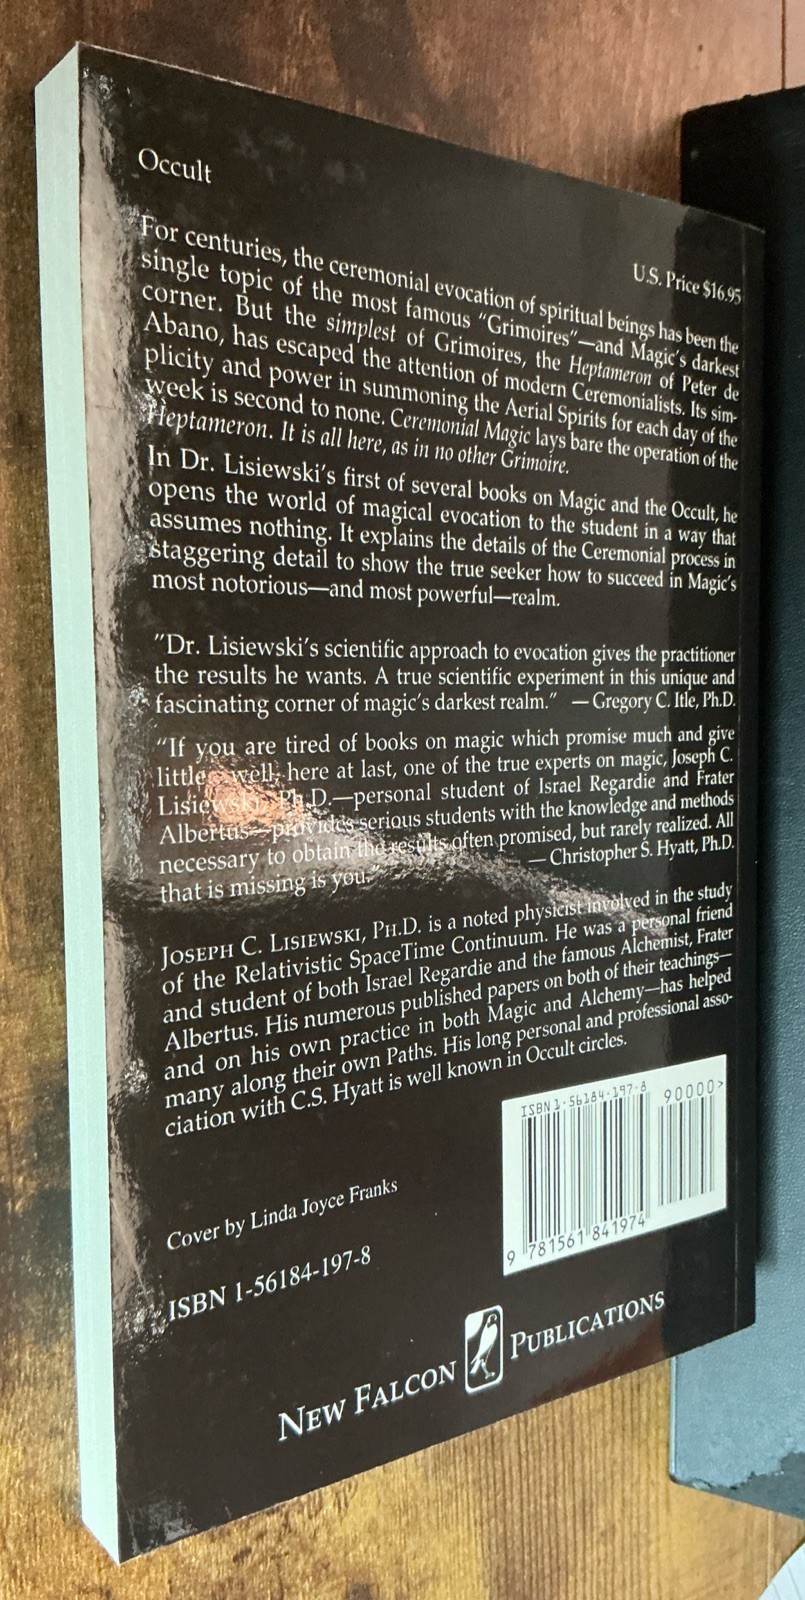 Occult
U.S. Price $16.95
For centuries, the ceremonial evocation of spiritual beings has been the
single topic of the most famous "Grimoires"—and Magic's darkest
corner. But the simplest of Grimoires, the Heptameron of Peter de
Abano, has escaped the attention of modern Ceremonialists. Its sim-
plicity and power in summoning the Aerial Spirits for each day of the
week is second to none. Ceremonial Magic lays bare the operation of the
Heptameron. It is all here, as in no other Grimoire.
In Dr. Lisiewski's first of several books on Magic and the Occult, he
opens the world of magical evocation to the student in a way that
assumes nothing. It explains the details of the Ceremonial process in
staggering detail to show the true seeker how to succeed in Magic's
most notorious—and most powerful—realm.
"Dr. Lisiewski's scientific approach to evocation gives the practitioner
the results he wants. A true scientific experiment in this unique and
fascinating corner of magic's darkest realm." — Gregory C. Itle, Ph.D.
"If you are tired of books on magic which promise much and give
little, well, here at last, one of the true experts on magic, Joseph C.
Lisiewski, Ph.D.—personal student of Israel Regardie and Frater
Albertus—provides serious students with the knowledge and methods
necessary to obtain the results often promised, but rarely realized. All
that is missing is you."
— Christopher S. Hyatt, Ph.D.
JOSEPH C. LISIEWSKI, PH.D. is a noted physicist involved in the study
of the Relativistic SpaceTime Continuum. He was a personal friend
and student of both Israel Regardie and the famous Alchemist, Frater
Albertus. His numerous published papers on both of their teachings—
and on his own practice in both Magic and Alchemy—has helped
many along their own Paths. His long personal and professional asso-
ciation with C.S. Hyatt is well known in Occult circles.
ISBN 1-56184-197-8
90000>
9 781561 841974
Cover by Linda Joyce Franks
ISBN 1-56184-197-8
NEW FALCON PUBLICATIONS